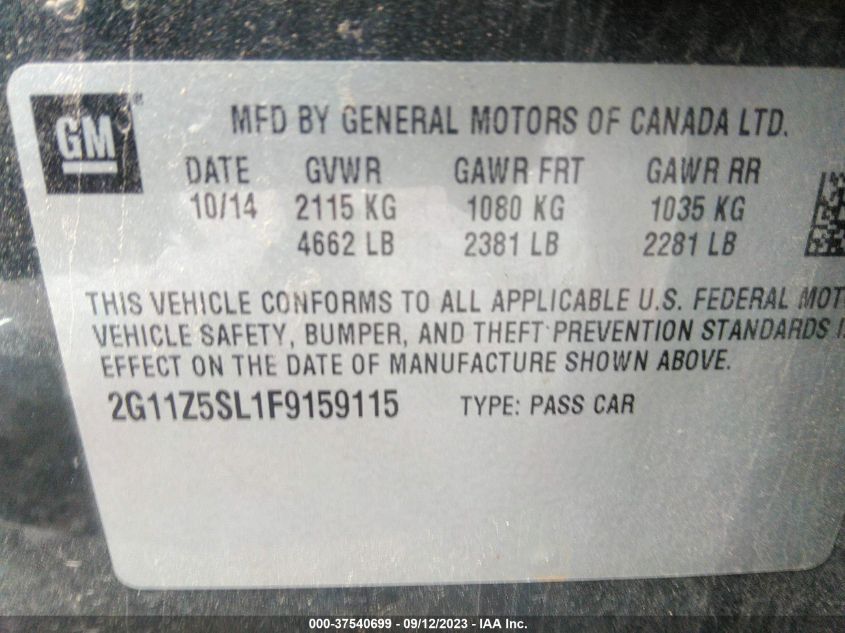 GM ®
MFD BY GENERAL MOTORS OF CANADA LTD.
DATE GVWR GAWR FRT GAWR RR
10/14 2115 KG 1080 KG 1035 KG
4662 LB 2381 LB 2281 LB
THIS VEHICLE CONFORMS TO ALL APPLICABLE U.S. FEDERAL MOT
VEHICLE SAFETY, BUMPER, AND THEFT PREVENTION STANDARDS I
EFFECT ON THE DATE OF MANUFACTURE SHOWN ABOVE.
2G11Z5SL1F9159115 TYPE: PASS CAR
000-37540699 - 09/12/2023 - IAA Inc.